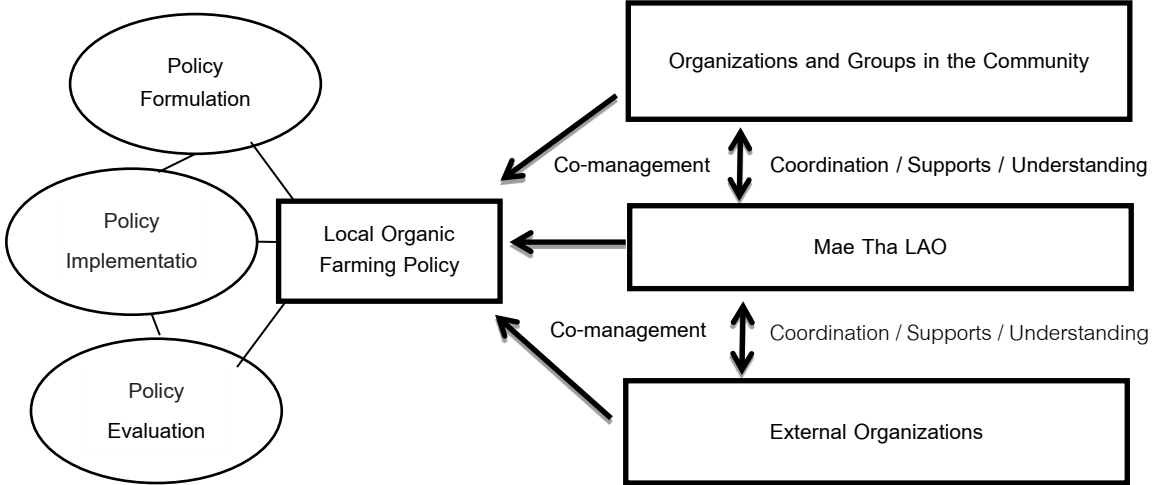 Policy
Formulation
Organizations and Groups in the Community
Co-management
Coordination / Supports / Understanding
Policy
Implementatio
Local Organic
Farming Policy
Mae Tha LAO
Co-management
Coordination / Supports / Understanding
Policy
Evaluation
External Organizations